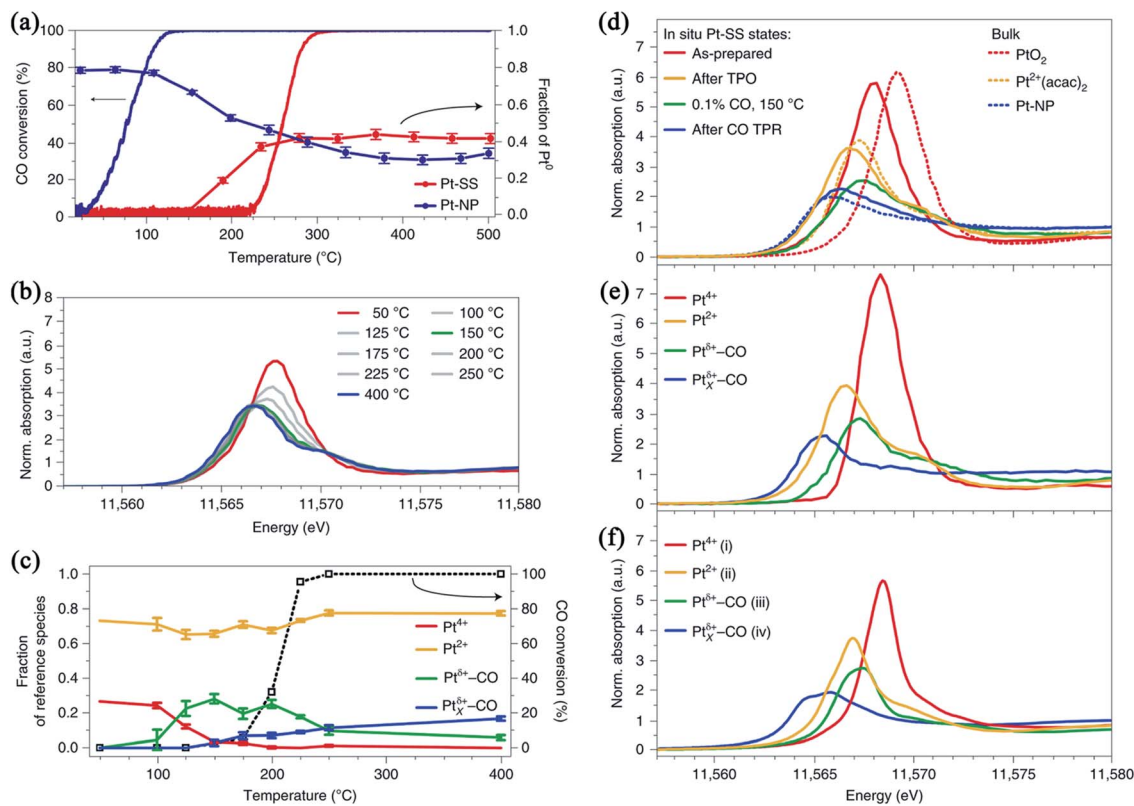 (a)
100
80
60
40
20
0
CO conversion (%)
1.0
0.8
0.6
0.4
0.2
0.0
Fraction of Pt⁰
Pt-SS
Pt-NP
100 200 300 400 500
Temperature (°C)
(b)
8
7
6
5
4
3
2
1
0
Norm. absorption (a.u.)
50 °C 100 °C
125 °C 150 °C
175 °C 200 °C
225 °C 250 °C
400 °C
11,560 11,565 11,570 11,575 11,580
Energy (eV)
(c)
1.0
0.8
0.6
0.4
0.2
0.0
Fraction
of reference species
100
80
60
40
20
0
CO conversion
(%)
Pt⁴⁺
Pt²⁺
Ptᵟ⁺–CO
Ptₓᵟ⁺–CO
100 200 300 400
Temperature (°C)
(d)
In situ Pt-SS states:
As-prepared
After TPO
0.1% CO, 150 °C
After CO TPR
Bulk
PtO₂
Pt²⁺(acac)₂
Pt-NP
7
6
5
4
3
2
1
0
Norm. absorption (a.u.)
(e)
Pt⁴⁺
Pt²⁺
Ptᵟ⁺–CO
Ptₓᵟ⁺–CO
7
6
5
4
3
2
1
0
Norm. absorption (a.u.)
(f)
Pt⁴⁺ (i)
Pt²⁺ (ii)
Ptᵟ⁺–CO (iii)
Ptₓᵟ⁺–CO (iv)
7
6
5
4
3
2
1
0
Norm. absorption (a.u.)
11,560 11,565 11,570 11,575 11,580
Energy (eV)